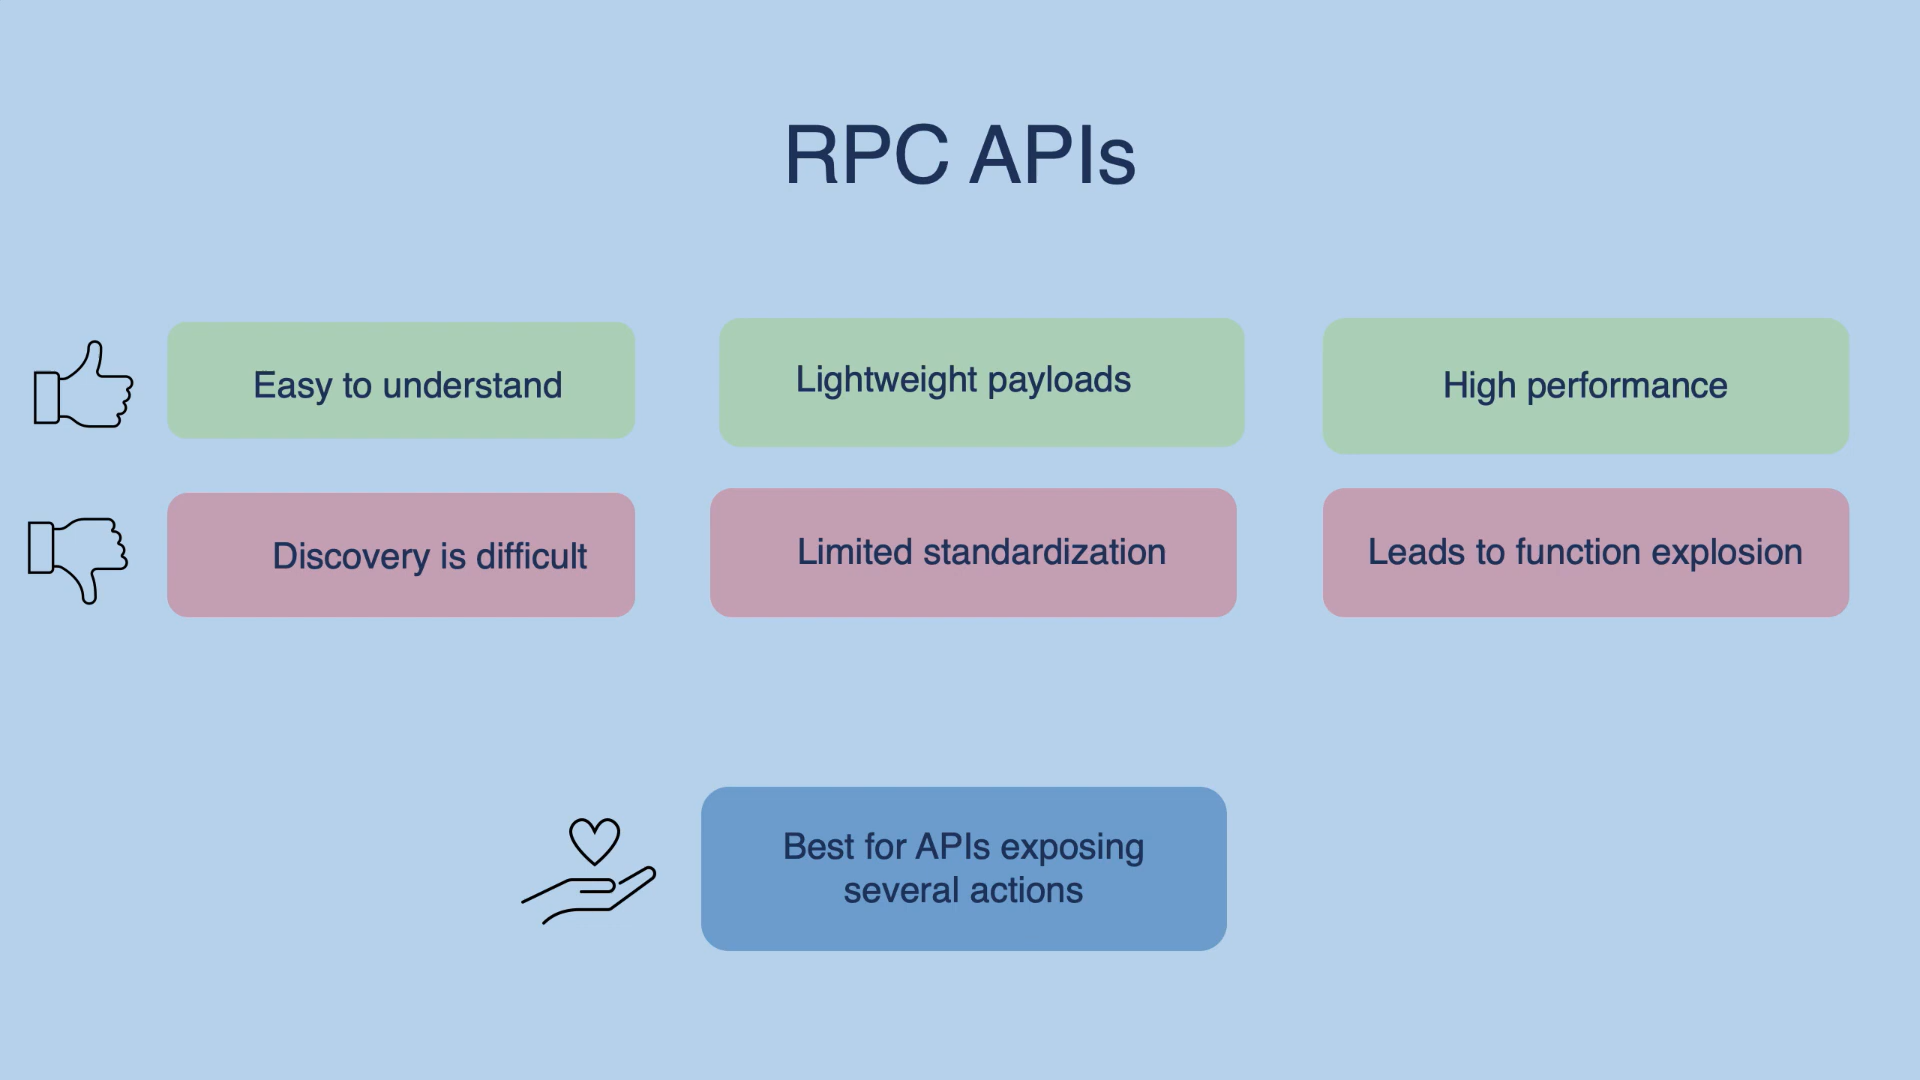 RPC APIs
Easy to understand
Lightweight payloads
High performance
Discovery is difficult
Limited standardization
Leads to function explosion
Best for APIs exposing
several actions